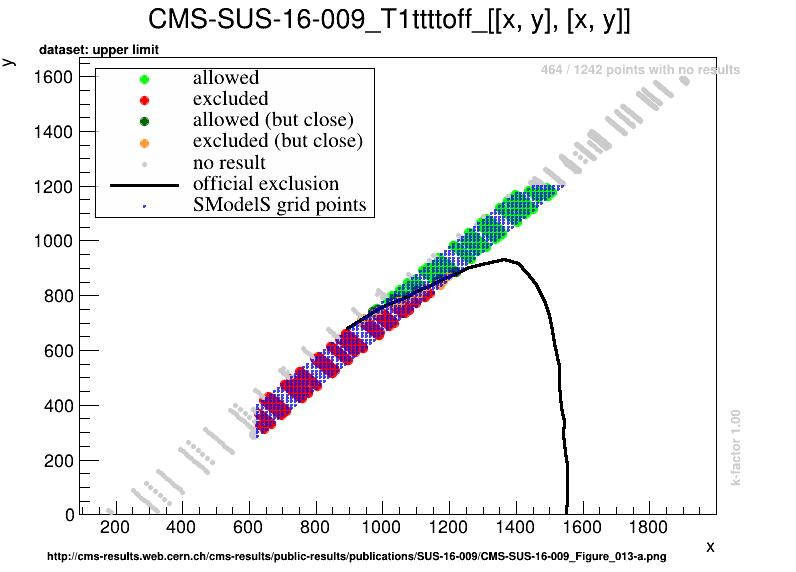 CMS-SUS-16-009_T1ttttoff_[[x, y], [x, y]]
dataset: upper limit
y
464 / 1242 points with no results
allowed
excluded
allowed (but close)
excluded (but close)
no result
official exclusion
SModelS grid points
1600
1400
1200
1000
800
600
400
200
0
k-factor 1.00
200 400 600 800 1000 1200 1400 1600 1800
x
http://cms-results.web.cern.ch/cms-results/public-results/publications/SUS-16-009/CMS-SUS-16-009_Figure_013-a.png